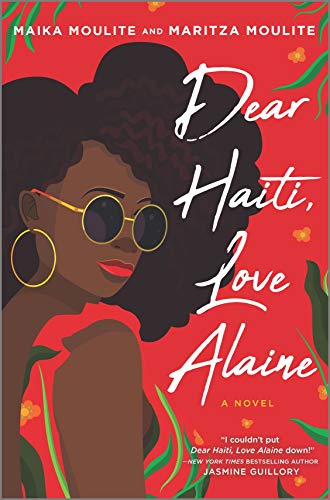 MAIKA MOULITE AND MARITZA MOULITE
Dear
Haiti,
Love
Alaine
A NOVEL
"I couldn't put
Dear Haiti, Love Alaine down!"
—NEW YORK TIMES BESTSELLING AUTHOR
JASMINE GUILLORY